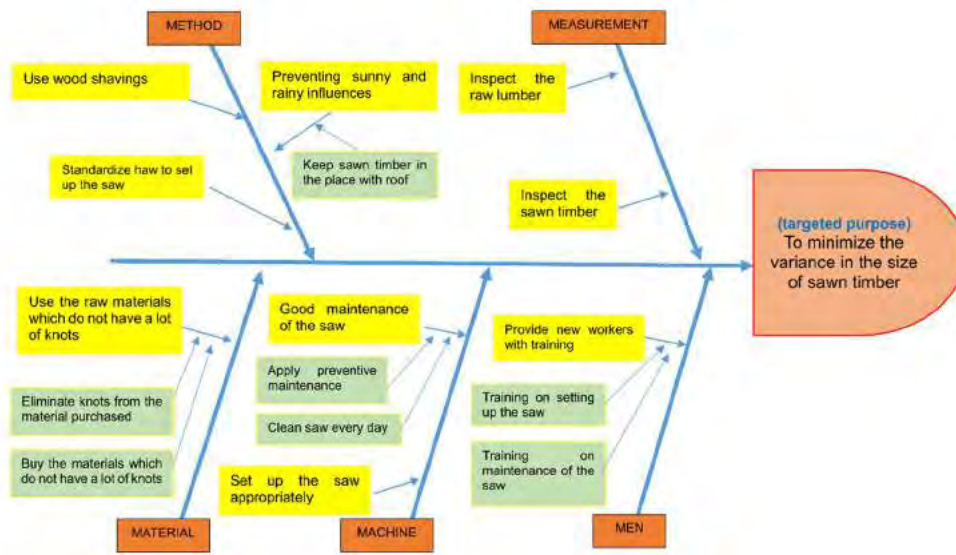 METHOD
MEASUREMENT
Use wood shavings
Preventing sunny and
rainy influences
Inspect the
raw lumber
Keep sawn timber in
the place with roof
Standardize haw to set
up the saw
Inspect the
sawn timber
(targeted purpose)
To minimize the
variance in the size
of sawn timber
Use the raw materials
which do not have a lot
of knots
Good maintenance
of the saw
Provide new workers
with training
Apply preventive
maintenance
Eliminate knots from the
material purchased
Training on setting
up the saw
Clean saw every day
Buy the materials which
do not have a lot of knots
Training on
maintenance of the
saw
Set up the saw
appropriately
MATERIAL
MACHINE
MEN